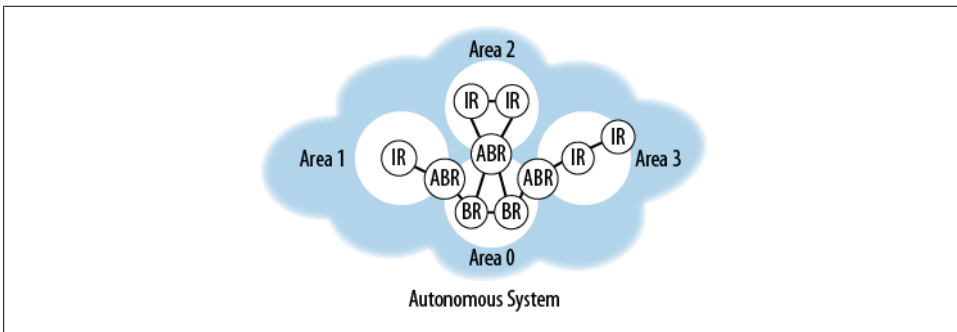 Area 2
IR IR
Area 1
IR
ABR
ABR
ABR
IR
IR
Area 3
BR BR
Area 0
Autonomous System